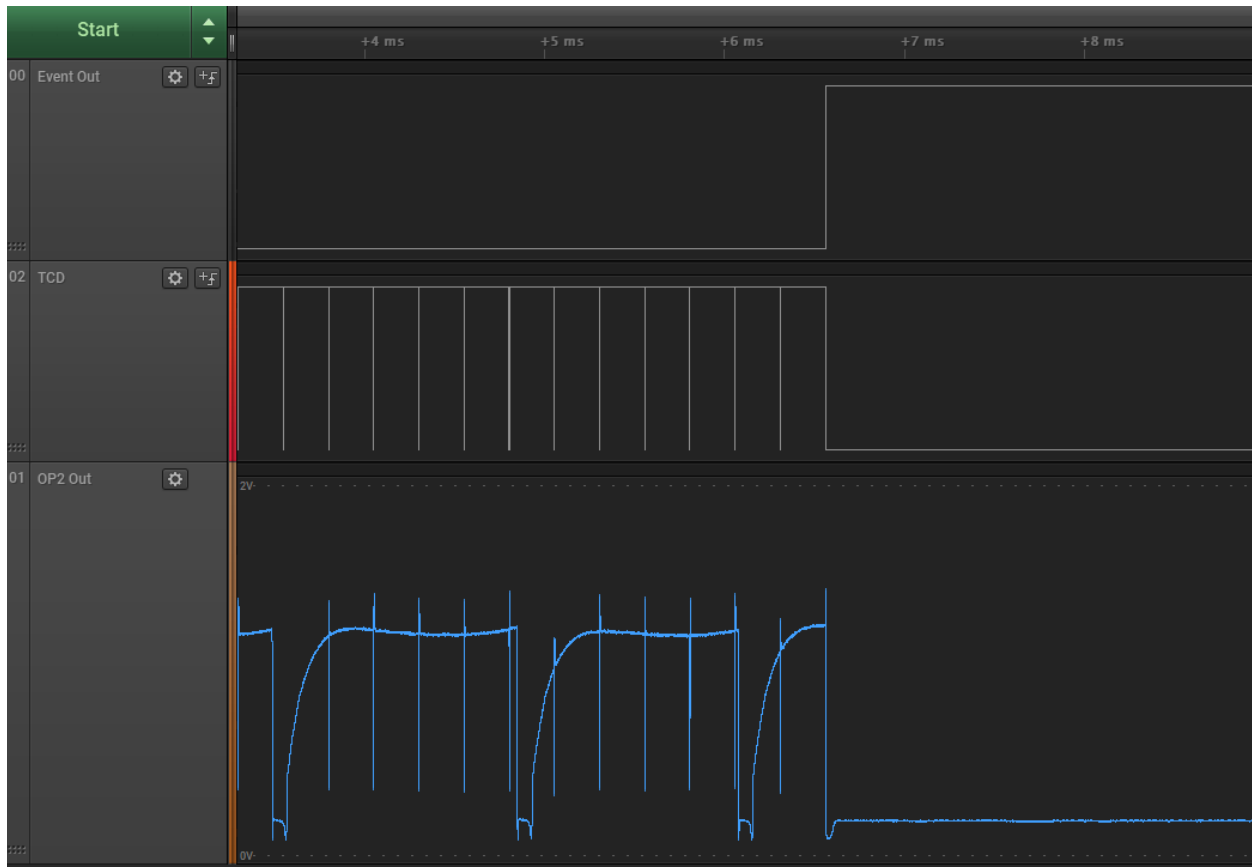 Start
+4 ms +5 ms +6 ms +7 ms +8 ms
00 Event Out
02 TCD
01 OP2 Out
2V
0V